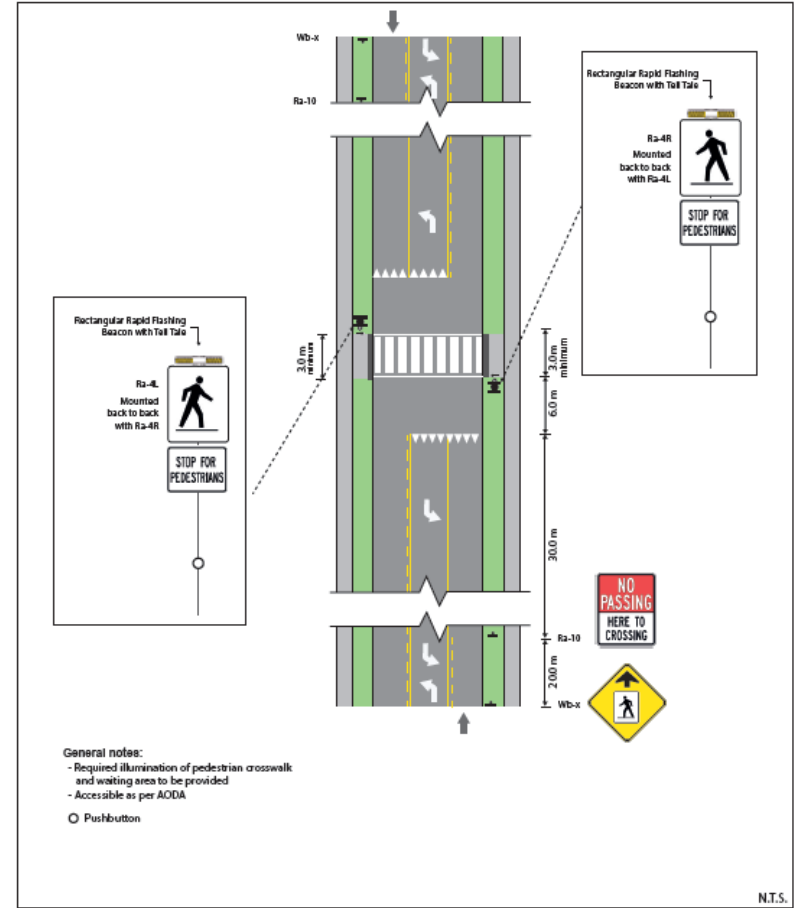 Wb-x
Ra-10
Rectangular Rapid Flashing
Beacon with Tell Tale
Ra-4R
Mounted
back to back
with Ra-4L
STOP FOR
PEDESTRIANS
Rectangular Rapid Flashing
Beacon with Tell Tale
Ra-4L
Mounted
back to back
with Ra-4R
STOP FOR
PEDESTRIANS
3.0 m
minimum
3.0 m
minimum
6.0 m
30.0 m
Ra-10
20.0 m
Wb-x
NO
PASSING
HERE TO
CROSSING
General notes:
- Required illumination of pedestrian crosswalk
and waiting area to be provided
- Accessible as per AODA
Pushbutton
N.T.S.